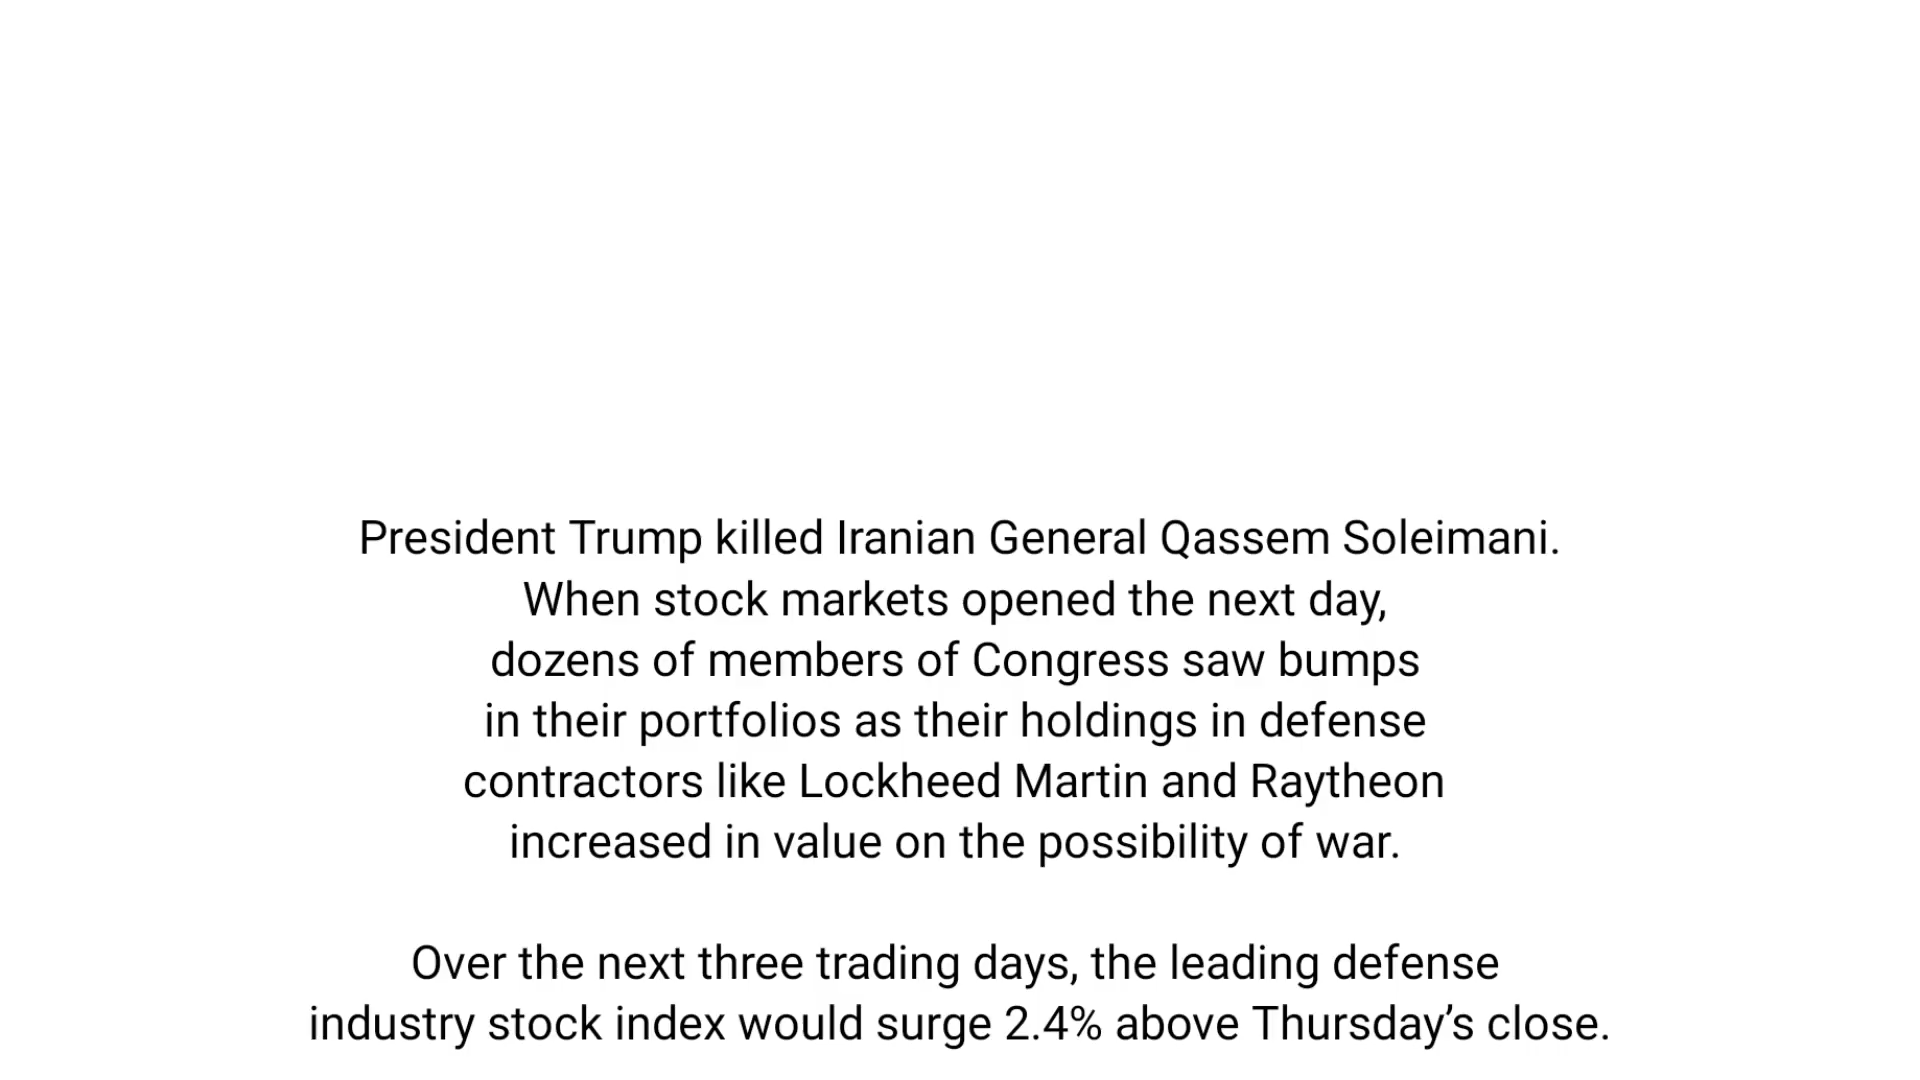 President Trump killed Iranian General Qassem Soleimani.
When stock markets opened the next day,
dozens of members of Congress saw bumps
in their portfolios as their holdings in defense
contractors like Lockheed Martin and Raytheon
increased in value on the possibility of war.
Over the next three trading days, the leading defense
industry stock index would surge 2.4% above Thursday’s close.